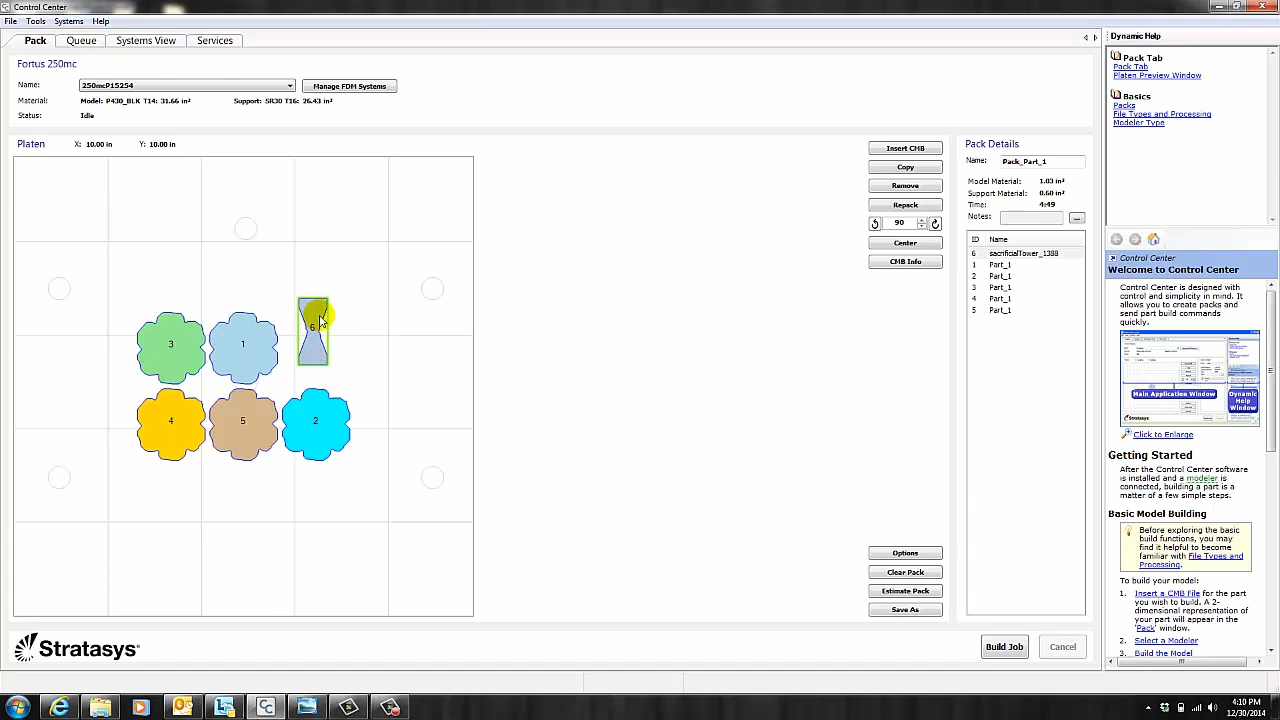 Control Center
File Tools Systems Help
Pack Queue Systems View Services
Fortus 250mc
Name: 250mcP15254 Manage FDM Systems
Material: Model: P430_BLK T14: 31.66 in³ Support: SR30 T16: 26.43 in³
Status: Idle
Platen X: 10.00 in Y: 10.00 in
3 1 6
4 5 2
Insert CMB
Copy
Remove
Repack
90
Center
CMB Info
Options
Clear Pack
Estimate Pack
Save As
Pack Details
Name: Pack_Part_1
Model Material: 1.03 in³
Support Material: 0.60 in³
Time: 4:49
Notes: ...
ID Name
6 sacrificialTower_1388
1 Part_1
2 Part_1
3 Part_1
4 Part_1
5 Part_1
Stratasys
Build Job Cancel
Dynamic Help
Pack Tab
Pack Tab
Platen Preview Window
Basics
Packs
File Types and Processing
Modeler Type
Control Center
Welcome to Control Center
Control Center is designed with
control and simplicity in mind. It
allows you to create packs and
send part build commands
quickly.
Main Application Window
Dynamic
Help
Window
Stratasys
Click to Enlarge
Getting Started
After the Control Center software
is installed and a modeler is
connected, building a part is a
matter of a few simple steps.
Basic Model Building
Before exploring the basic
build functions, you may
find it helpful to become
familiar with File Types and
Processing.
To build your model:
1. Insert a CMB File for the part
you wish to build. A 2-
dimensional representation of
your part will appear in the
'Pack' window.
2. Select a Modeler
3. Build the Model
4:10 PM
12/30/2014